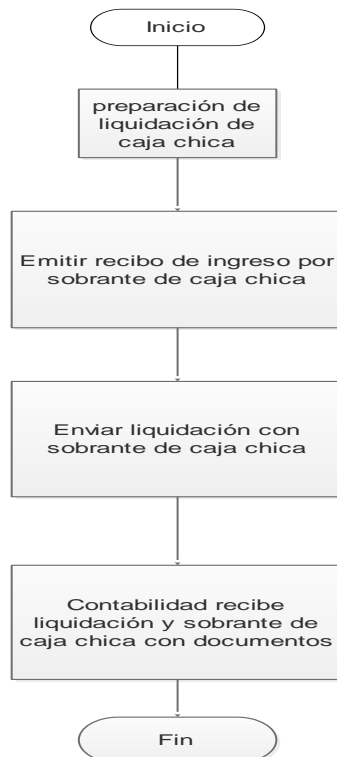 Inicio
preparación de
liquidación de
caja chica
Emitir recibo de ingreso por
sobrante de caja chica
Enviar liquidación con
sobrante de caja chica
Contabilidad recibe
liquidación y sobrante de
caja chica con documentos
Fin